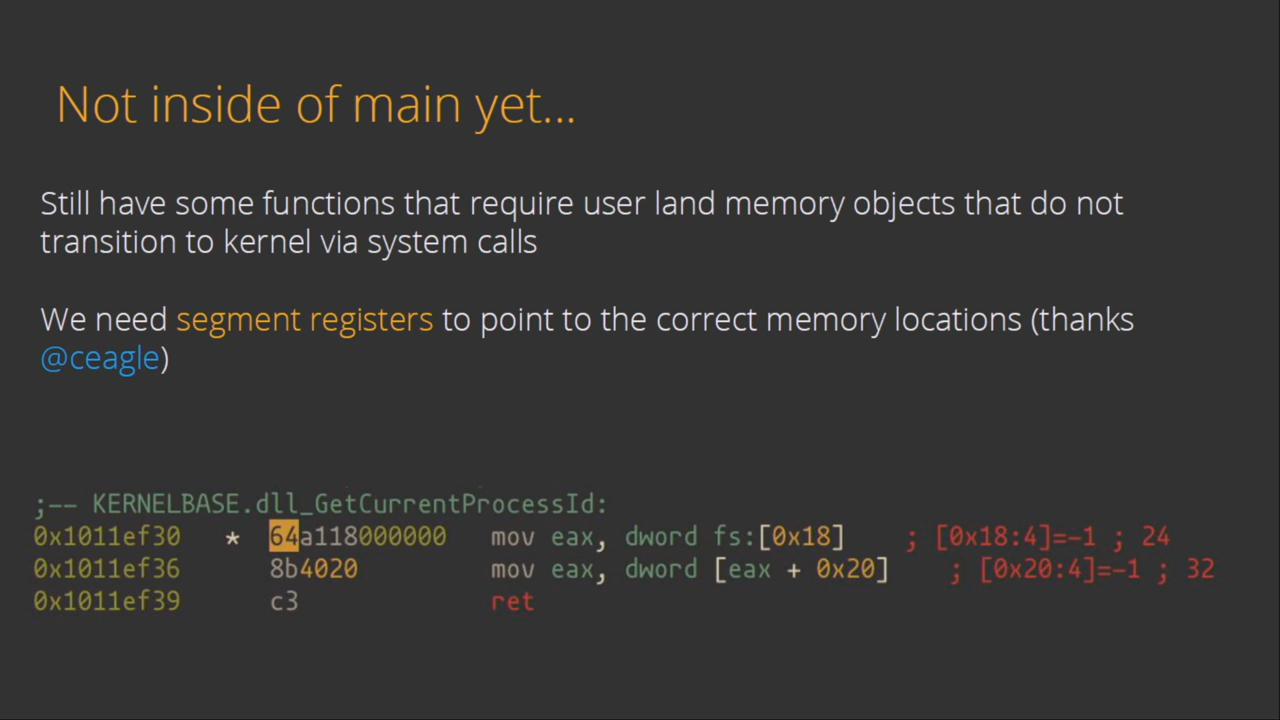 Not inside of main yet...
Still have some functions that require user land memory objects that do not
transition to kernel via system calls
We need segment registers to point to the correct memory locations (thanks
@ceagle)
;-- KERNELBASE.dll_GetCurrentProcessId:
0x1011ef30 * 64a118000000 mov eax, dword fs:[0x18] ; [0x18:4]=-1 ; 24
0x1011ef36 8b4020 mov eax, dword [eax + 0x20] ; [0x20:4]=-1 ; 32
0x1011ef39 c3 ret